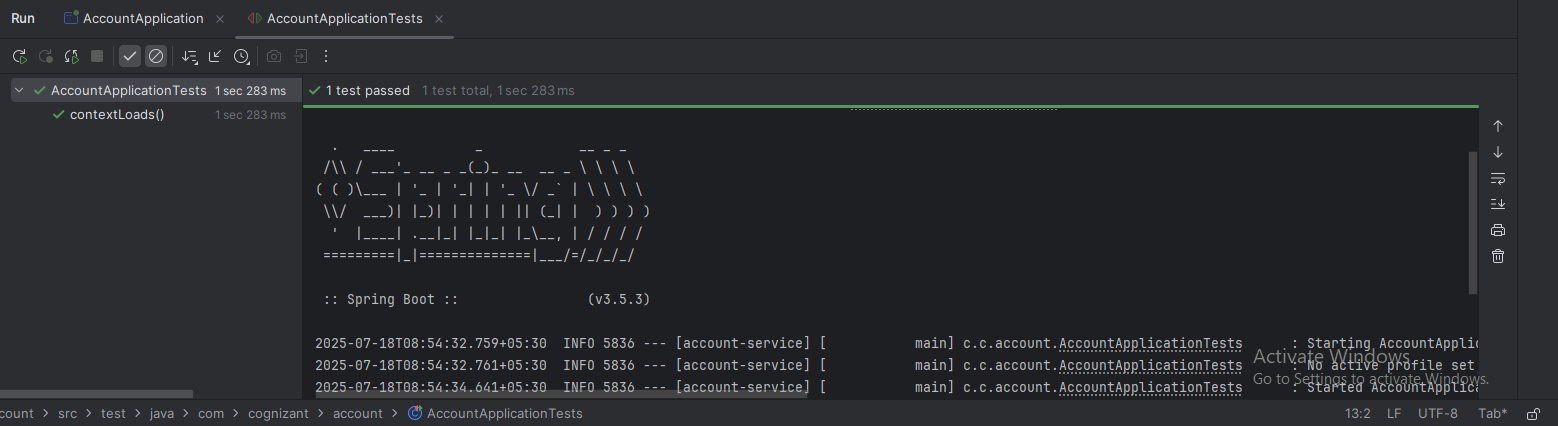 Run AccountApplication AccountApplicationTests
AccountApplicationTests 1 sec 283 ms
contextLoads() 1 sec 283 ms
1 test passed 1 test total, 1 sec 283 ms
  .   ____          _            __ _ _
 /\\ / ___'_ __ _ _(_)_ __  __ _ \ \ \ \
( ( )\___ | '_ | '_| | '_ \/ _` | \ \ \ \
 \\/  ___)| |_)| | | | | || (_| |  ) ) ) )
  '  |____| .__|_| |_|_| |_\__, | / / / /
 =========|_|==============|___/=/_/_/_/
 :: Spring Boot ::                (v3.5.3)
2025-07-18T08:54:32.759+05:30  INFO 5836 --- [account-service] [           main] c.c.account.AccountApplicationTests      : Starting AccountApplic
2025-07-18T08:54:32.761+05:30  INFO 5836 --- [account-service] [           main] c.c.account.AccountApplicationTests      : No active profile set
2025-07-18T08:54:34.641+05:30  INFO 5836 --- [account-service] [           main] c.c.account.AccountApplicationTests      : Started AccountApplica
Activate Windows
Go to Settings to activate Windows.
count > src > test > java > com > cognizant > account > AccountApplicationTests 13:2 LF UTF-8 Tab*